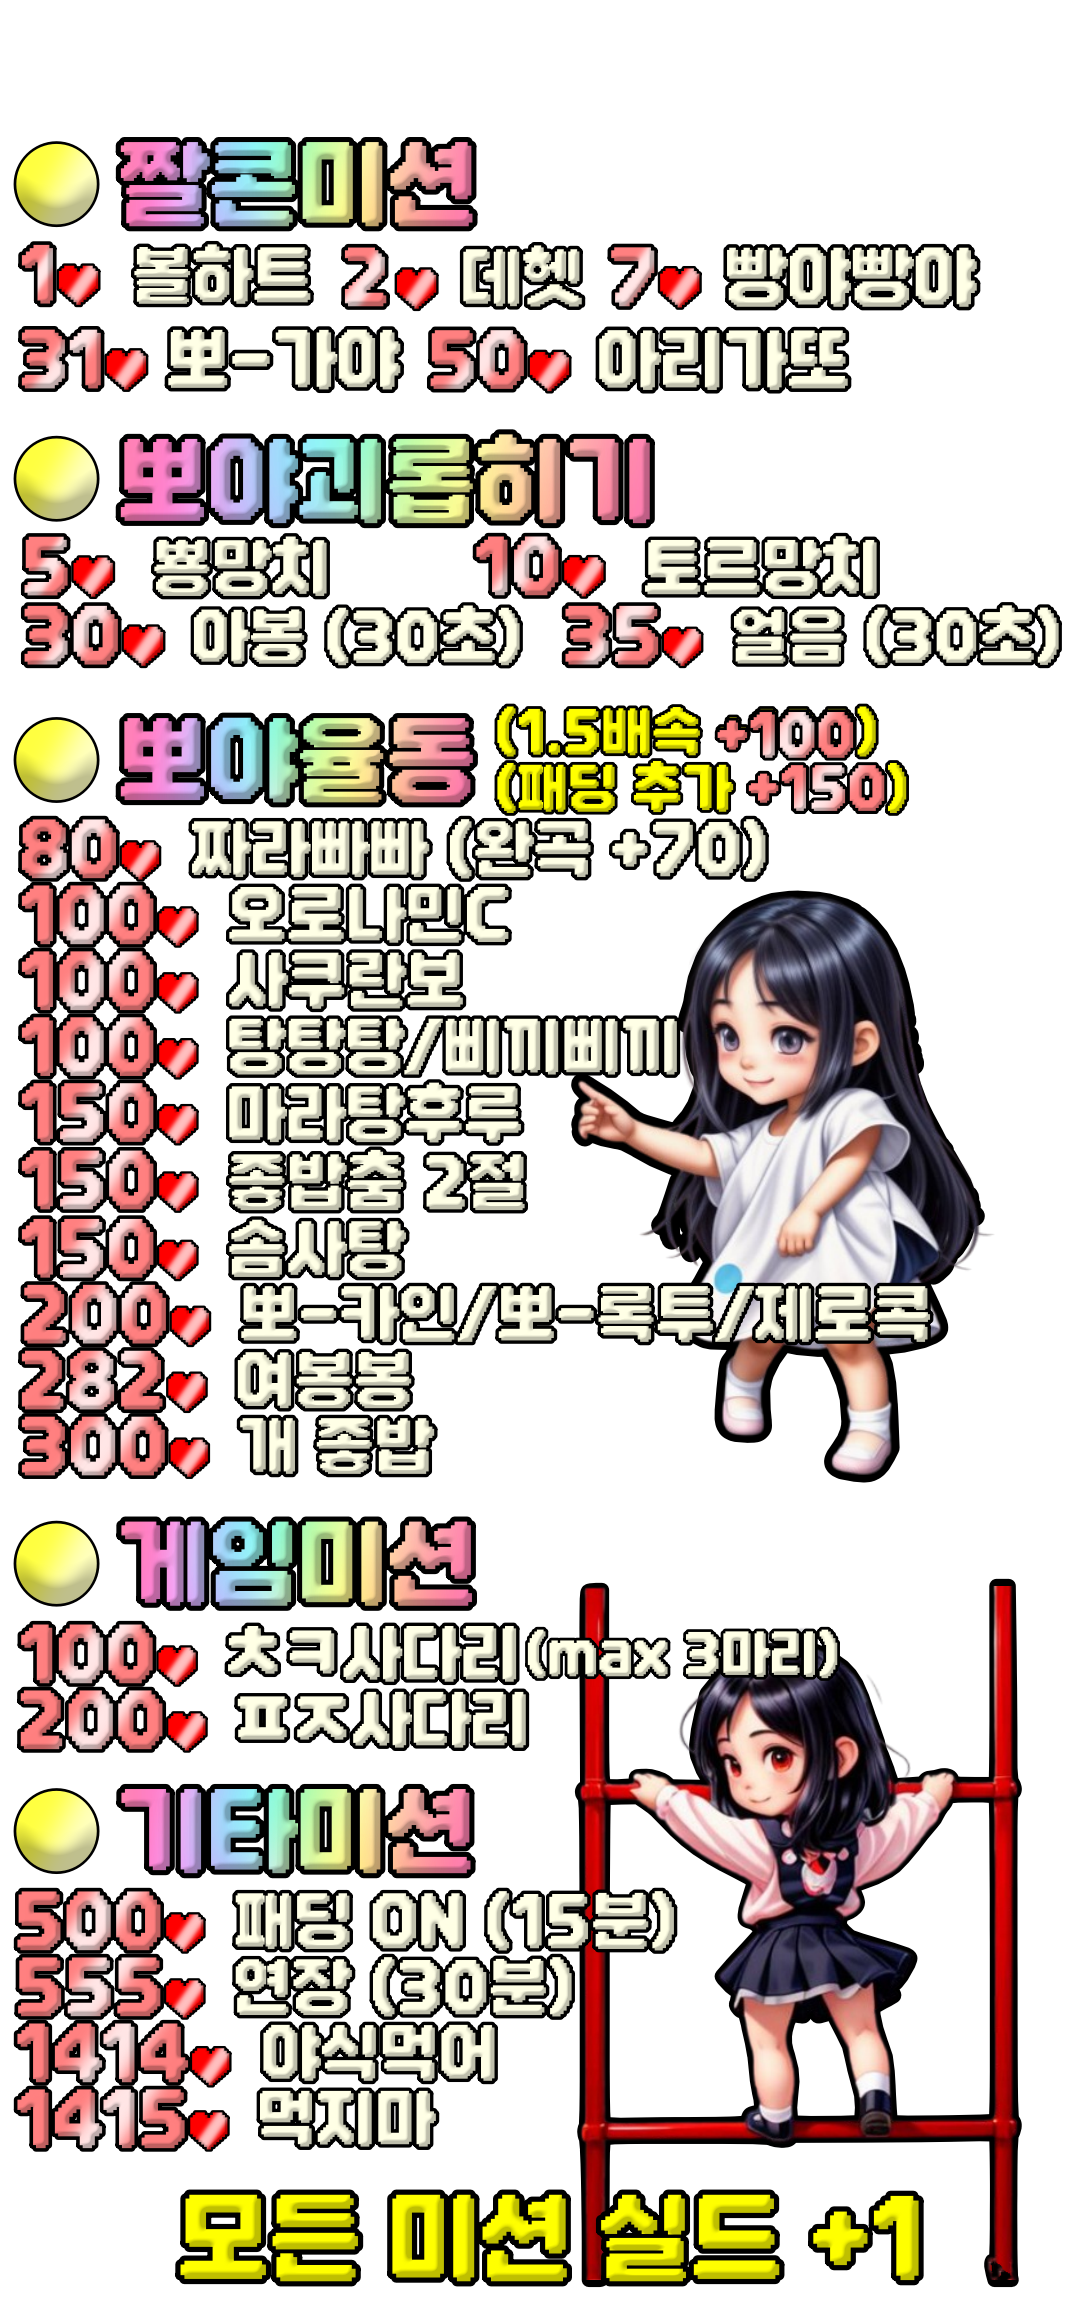 짤콘미션
1♥ 볼하트 2♥ 데헷 7♥ 빵야빵야
31♥ 뽀-가야 50♥ 아리가또
뽀야괴롭히기
5♥ 뿅망치 10♥ 토르망치
30♥ 아봉 (30초) 35♥ 얼음 (30초)
뽀야율동 (1.5배속 +100)
(패딩 추가 +150)
80♥ 짜라빠빠 (완곡 +70)
100♥ 오로나민C
100♥ 사쿠란보
100♥ 탕탕탕/삐끼삐끼
150♥ 마라탕후루
150♥ 좋밥춤 2절
150♥ 솜사탕
200♥ 뽀-카인/뽀-록투/제로콕
282♥ 여봉봉
300♥ 개 좋밥
게임미션
100♥ ㅊㅋ사다리(max 3마리)
200♥ ㅍㅈ사다리
기타미션
500♥ 패딩 ON (15분)
555♥ 연장 (30분)
1414♥ 야식먹어
1415♥ 먹지마
모든 미션 실드 +1